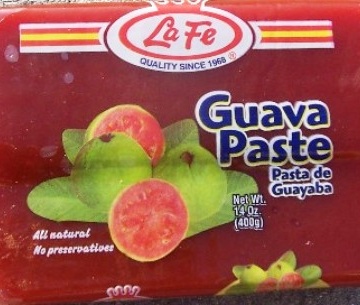 La Fe®
QUALITY SINCE 1968
Guava
Paste
Pasta de
Guayaba
Net Wt.
14 Oz.
(400g)
All natural
No preservatives